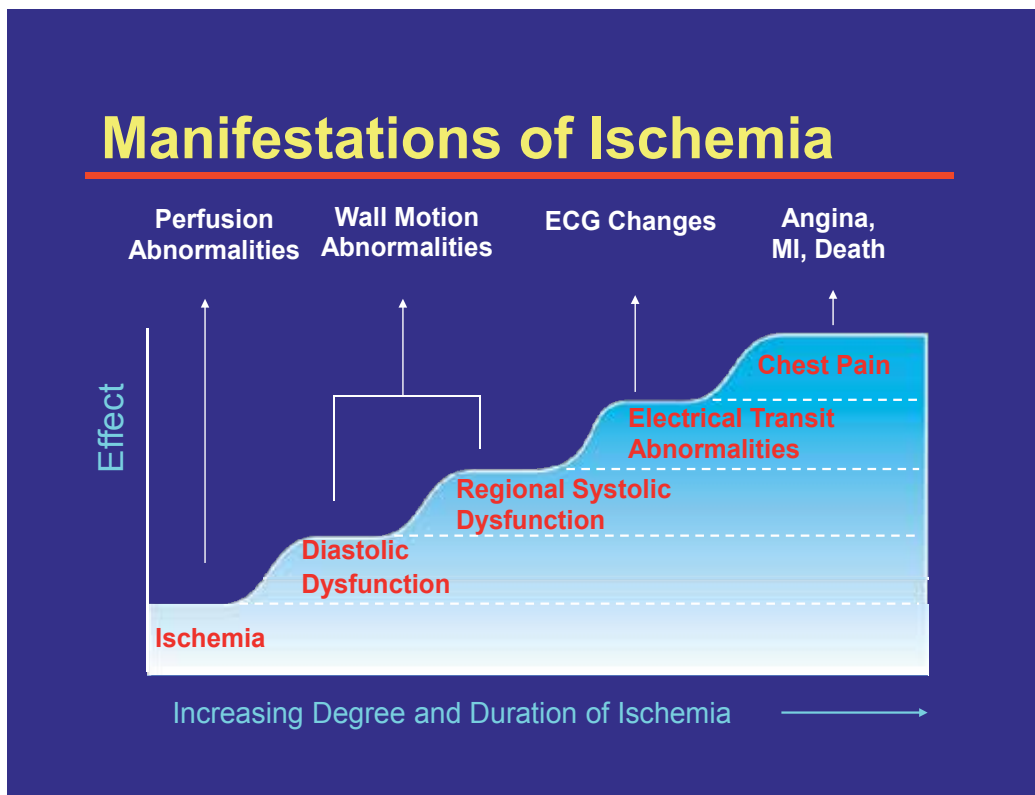 Manifestations of Ischemia
Perfusion
Abnormalities
Wall Motion
Abnormalities
ECG Changes
Angina,
MI, Death
Effect
Chest Pain
Electrical Transit
Abnormalities
Regional Systolic
Dysfunction
Diastolic
Dysfunction
Ischemia
Increasing Degree and Duration of Ischemia